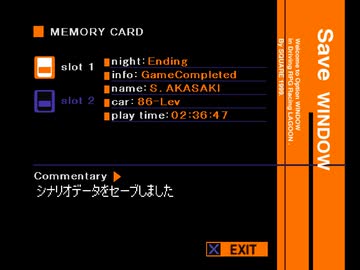 MEMORY CARD
slot 1
night: Ending
info: GameCompleted
name: S. AKASAKI
slot 2
car: 86-Lev
play time: 02:36:47
Commentary
シナリオデータをセーブしました
X EXIT
Save WINDOW
Welcome to Option WINDOW
in Driving RPG Racing LAGOON.
By SQUARE 1999.